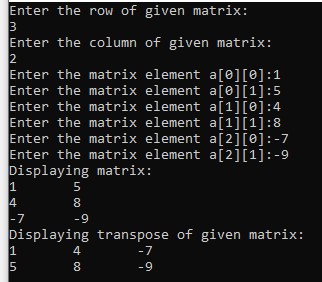 Enter the row of given matrix:
3
Enter the column of given matrix:
2
Enter the matrix element a[0][0]:1
Enter the matrix element a[0][1]:5
Enter the matrix element a[1][0]:4
Enter the matrix element a[1][1]:8
Enter the matrix element a[2][0]:-7
Enter the matrix element a[2][1]:-9
Displaying matrix:
1 5
4 8
-7 -9
Displaying transpose of given matrix:
1 4 -7
5 8 -9